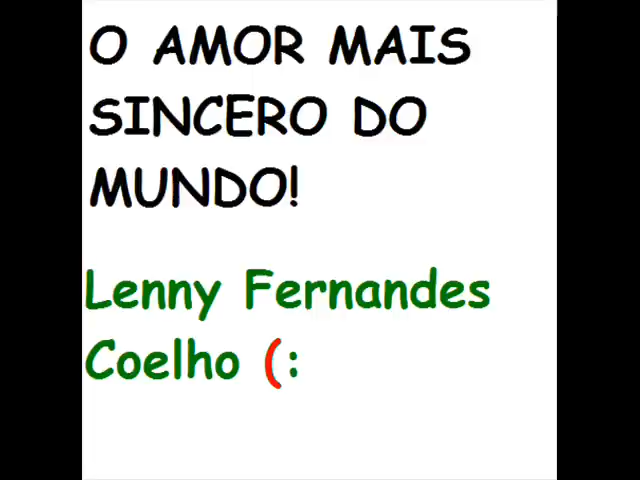 O AMOR MAIS
SINCERO DO
MUNDO!
Lenny Fernandes
Coelho (: